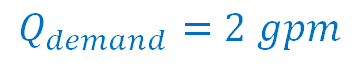 Q_demand = 2 gpm